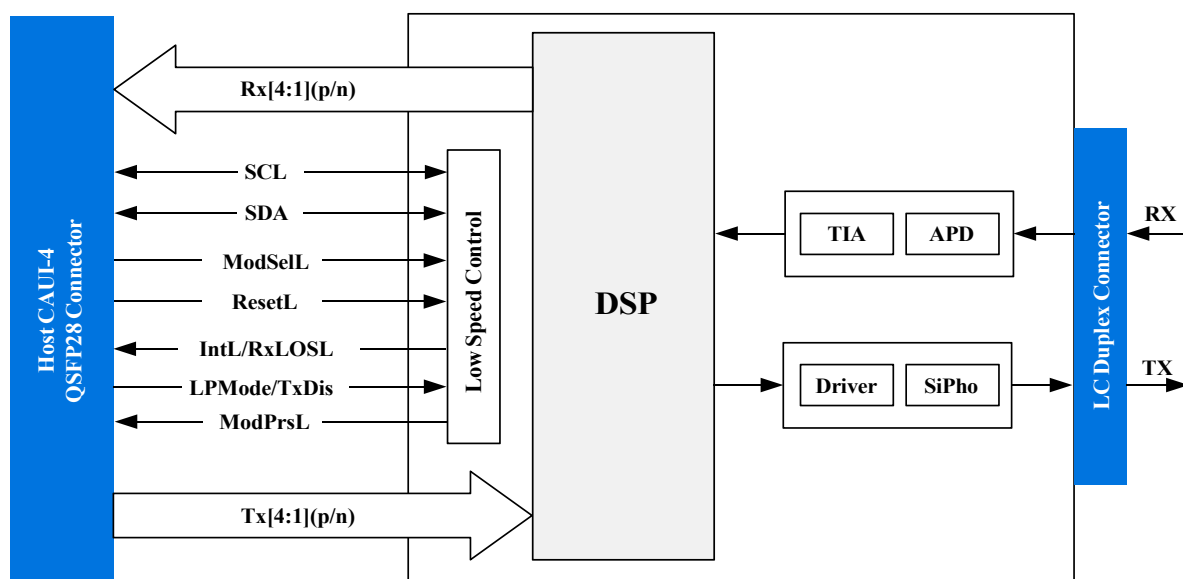 Host CAUI-4
QSFP28 Connector
Rx[4:1](p/n)
SCL
SDA
ModSelL
ResetL
IntL/RxLOSL
LPMode/TxDis
ModPrsL
Tx[4:1](p/n)
Low Speed Control
DSP
TIA
APD
Driver
SiPho
LC Duplex Connector
RX
TX